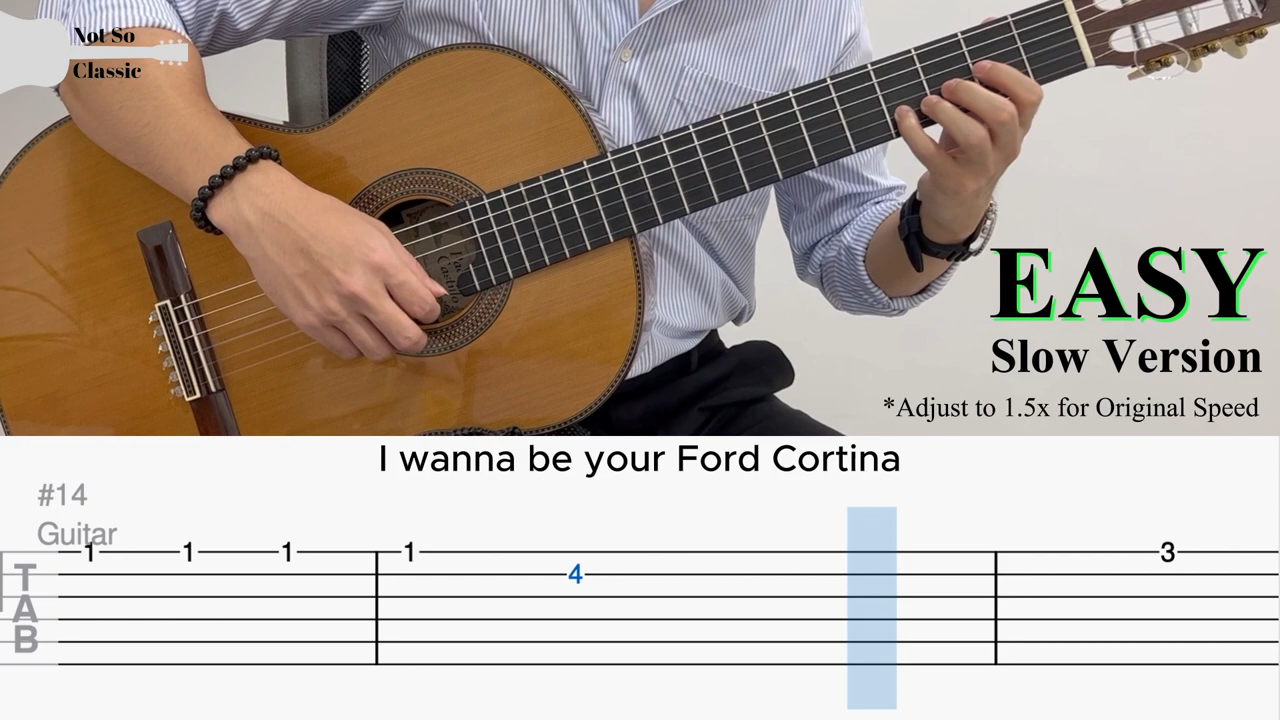 Not So
Classic
EASY
Slow Version
*Adjust to 1.5x for Original Speed
I wanna be your Ford Cortina
#14
Guitar
1 1 1 1 3
T 4
A
B